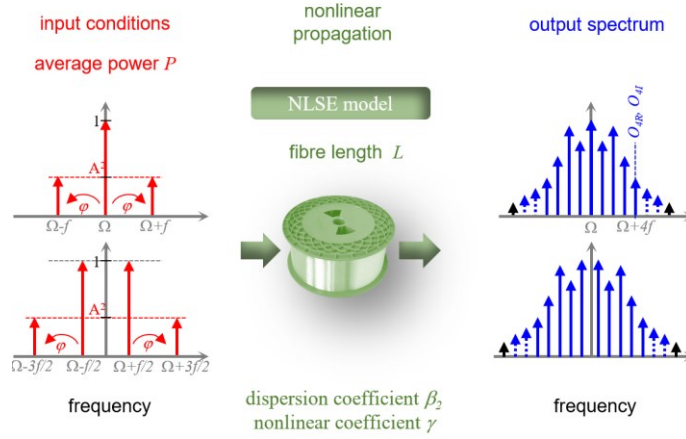 input conditions
average power P
1
A²
φ φ
Ω-f Ω Ω+f
1
A²
φ φ
Ω-3f/2 Ω-f/2 Ω+f/2 Ω+3f/2
frequency
nonlinear
propagation
NLSE model
fibre length L
dispersion coefficient β₂
nonlinear coefficient γ
output spectrum
O₄R, O₄I
Ω Ω+4f
frequency